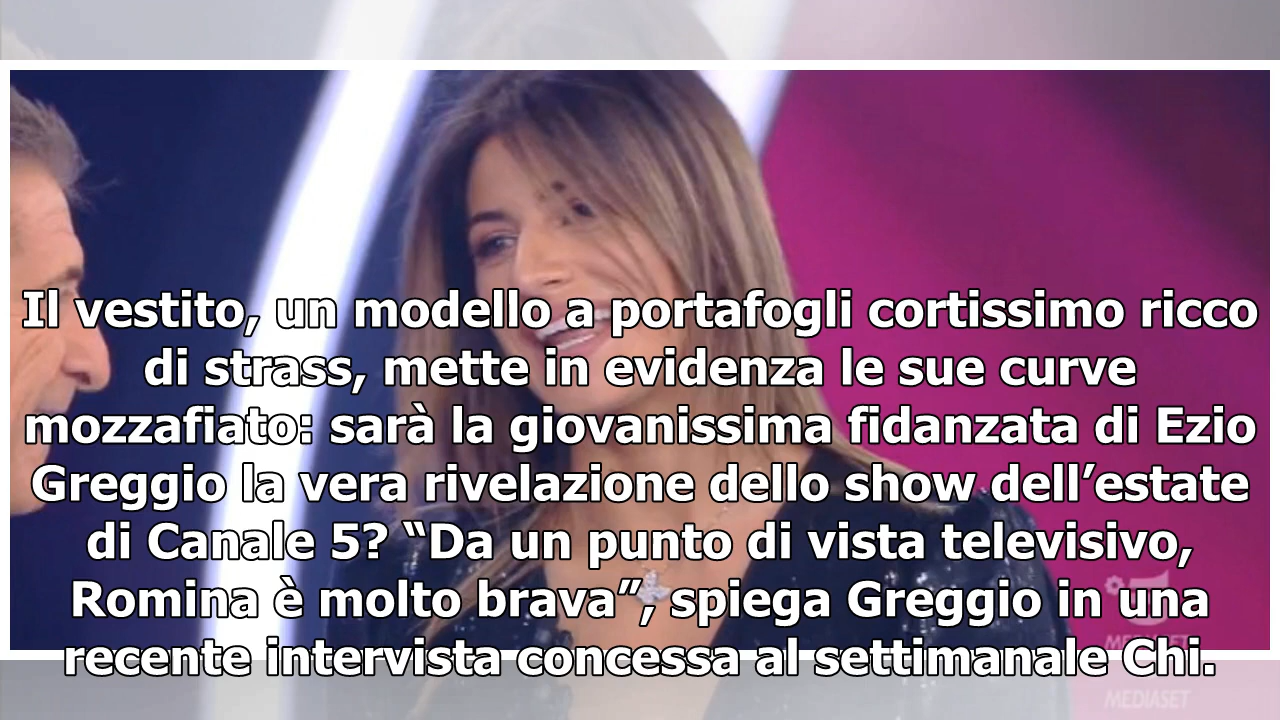 Il vestito, un modello a portafogli cortissimo ricco
di strass, mette in evidenza le sue curve
mozzafiato: sarà la giovanissima fidanzata di Ezio
Greggio la vera rivelazione dello show dell’estate
di Canale 5? “Da un punto di vista televisivo,
Romina è molto brava”, spiega Greggio in una
recente intervista concessa al settimanale Chi.
MEDIASET
MEDIASET